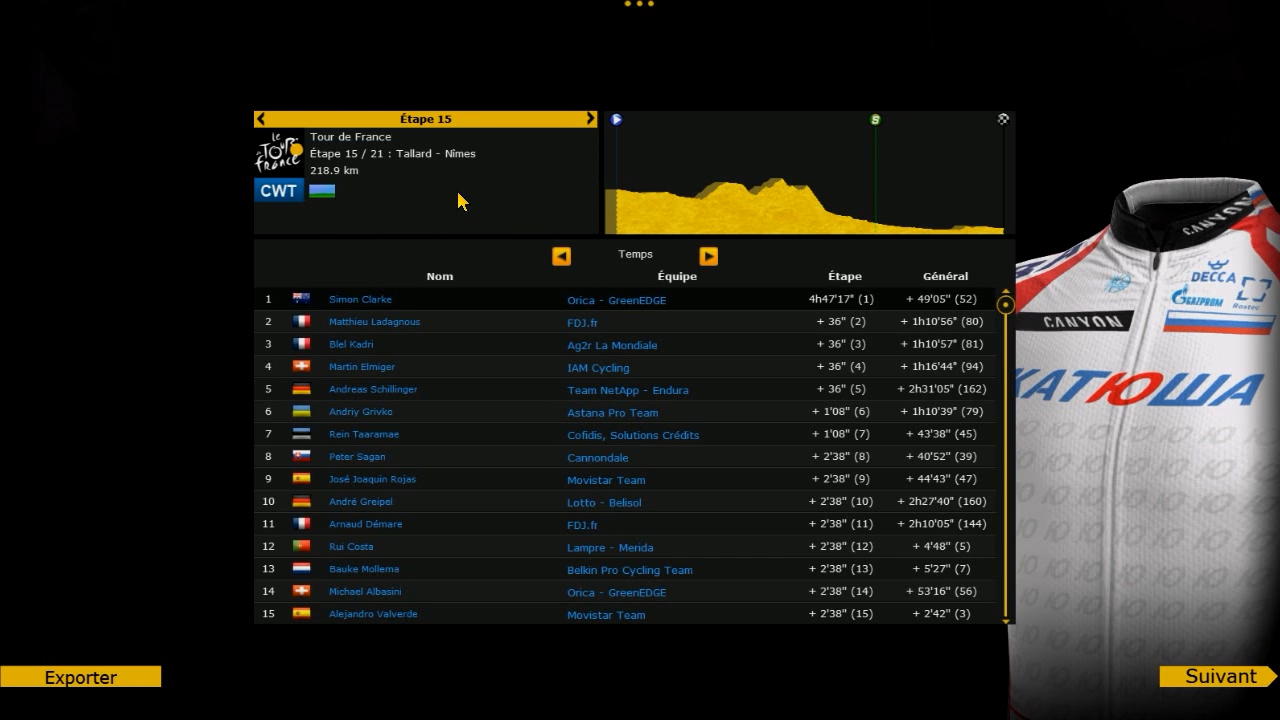 Étape 15
Tour de France
Étape 15 / 21 : Tallard - Nîmes
218.9 km
le TOUR de FRANCE
CWT
S
Temps
Nom Équipe Étape Général
1 Simon Clarke Orica - GreenEDGE 4h47'17" (1) + 49'05" (52)
2 Matthieu Ladagnous FDJ.fr + 36" (2) + 1h10'56" (80)
3 Blel Kadri Ag2r La Mondiale + 36" (3) + 1h10'57" (81)
4 Martin Elmiger IAM Cycling + 36" (4) + 1h16'44" (94)
5 Andreas Schillinger Team NetApp - Endura + 36" (5) + 2h31'05" (162)
6 Andriy Grivko Astana Pro Team + 1'08" (6) + 1h10'39" (79)
7 Rein Taaramae Cofidis, Solutions Crédits + 1'08" (7) + 43'38" (45)
8 Peter Sagan Cannondale + 2'38" (8) + 40'52" (39)
9 José Joaquin Rojas Movistar Team + 2'38" (9) + 44'43" (47)
10 André Greipel Lotto - Belisol + 2'38" (10) + 2h27'40" (160)
11 Arnaud Démare FDJ.fr + 2'38" (11) + 2h10'05" (144)
12 Rui Costa Lampre - Merida + 2'38" (12) + 4'48" (5)
13 Bauke Mollema Belkin Pro Cycling Team + 2'38" (13) + 5'27" (7)
14 Michael Albasini Orica - GreenEDGE + 2'38" (14) + 53'16" (56)
15 Alejandro Valverde Movistar Team + 2'38" (15) + 2'42" (3)
CANYON
DECCA
GAZPROM
Rostec
CANYON
КАТЮША
Exporter
Suivant